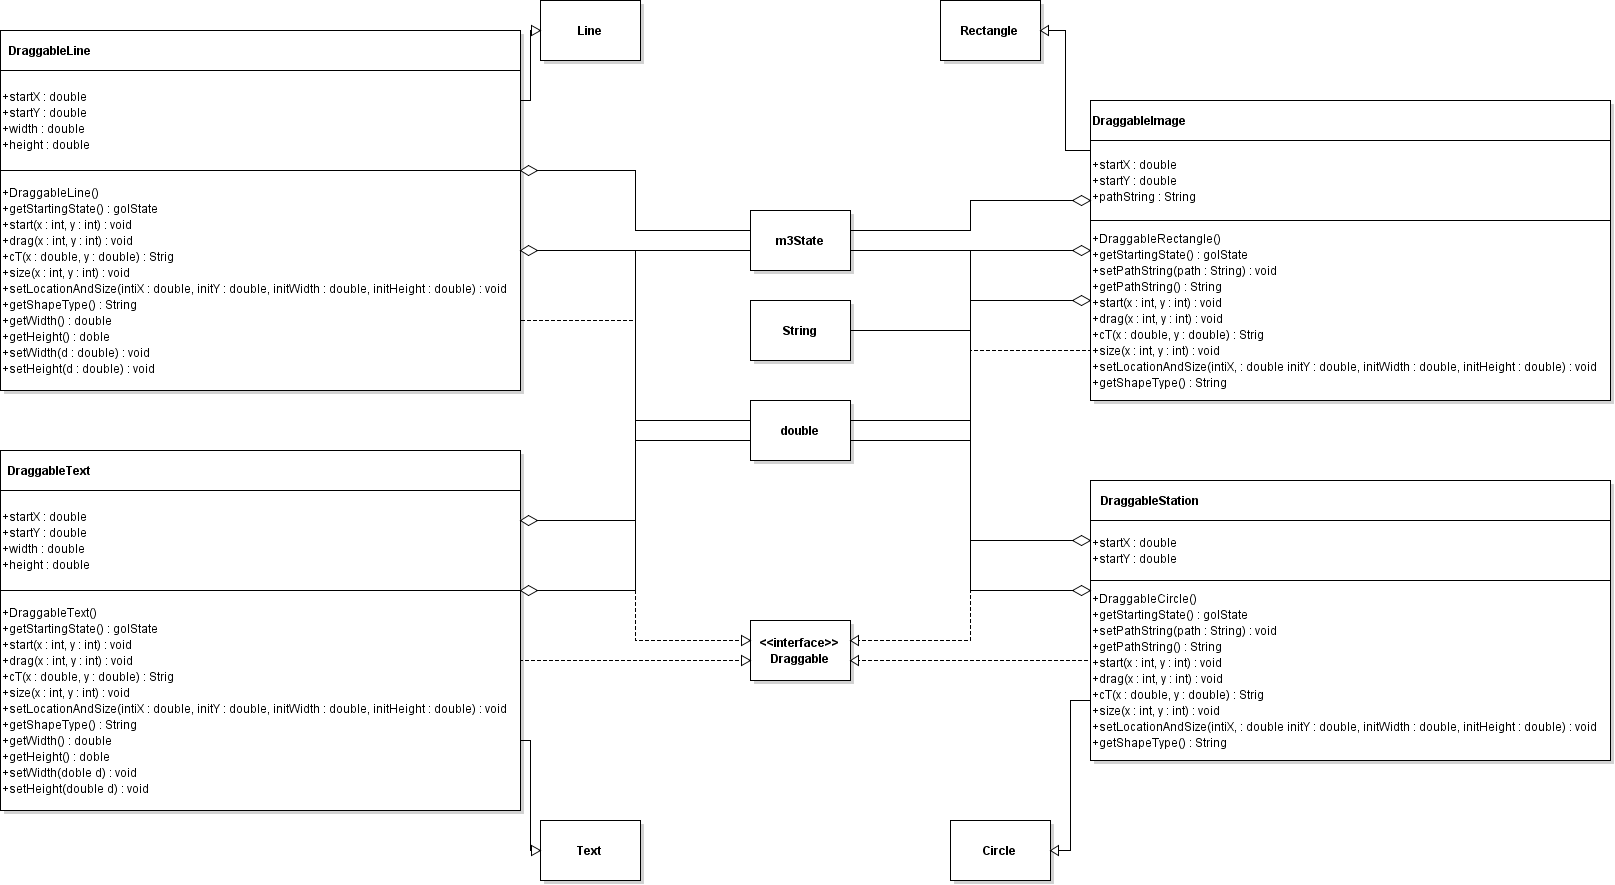 Line
Rectangle
DraggableLine
+startX : double
+startY : double
+width : double
+height : double
+DraggableLine()
+getStartingState() : golState
+start(x : int, y : int) : void
+drag(x : int, y : int) : void
+cT(x : double, y : double) : Strig
+size(x : int, y : int) : void
+setLocationAndSize(intiX : double, initY : double, initWidth : double, initHeight : double) : void
+getShapeType() : String
+getWidth() : double
+getHeight() : doble
+setWidth(d : double) : void
+setHeight(d : double) : void
DraggableImage
+startX : double
+startY : double
+pathString : String
+DraggableRectangle()
+getStartingState() : golState
+setPathString(path : String) : void
+getPathString() : String
+start(x : int, y : int) : void
+drag(x : int, y : int) : void
+cT(x : double, y : double) : Strig
+size(x : int, y : int) : void
+setLocationAndSize(intiX, : double initY : double, initWidth : double, initHeight : double) : void
+getShapeType() : String
m3State
String
double
DraggableText
+startX : double
+startY : double
+width : double
+height : double
+DraggableText()
+getStartingState() : golState
+start(x : int, y : int) : void
+drag(x : int, y : int) : void
+cT(x : double, y : double) : Strig
+size(x : int, y : int) : void
+setLocationAndSize(intiX : double, initY : double, initWidth : double, initHeight : double) : void
+getShapeType() : String
+getWidth() : double
+getHeight() : doble
+setWidth(doble d) : void
+setHeight(double d) : void
<<interface>>
Draggable
DraggableStation
+startX : double
+startY : double
+DraggableCircle()
+getStartingState() : golState
+setPathString(path : String) : void
+getPathString() : String
+start(x : int, y : int) : void
+drag(x : int, y : int) : void
+cT(x : double, y : double) : Strig
+size(x : int, y : int) : void
+setLocationAndSize(intiX, : double initY : double, initWidth : double, initHeight : double) : void
+getShapeType() : String
Text
Circle